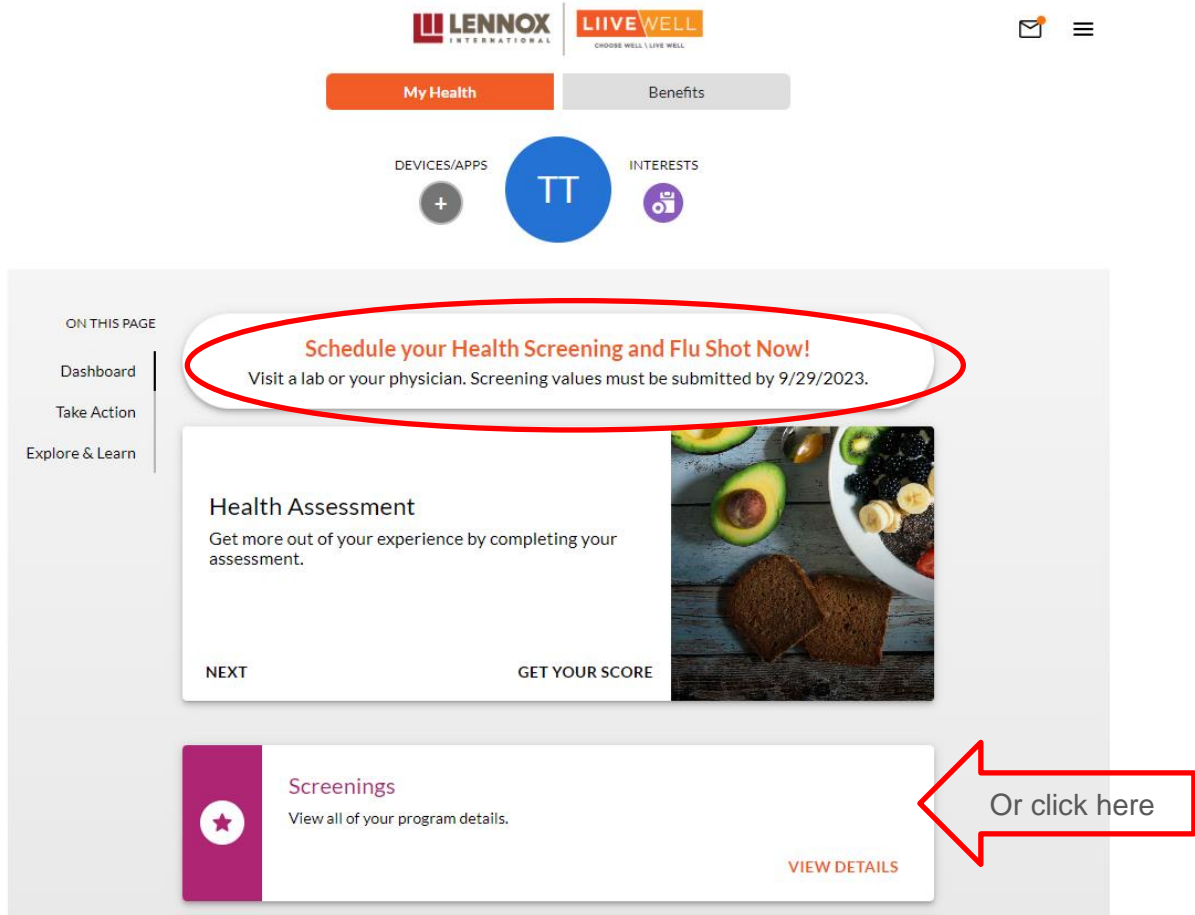 LENNOX
INTERNATIONAL
LIIVEWELL
CHOOSE WELL \ LIVE WELL
My Health
Benefits
DEVICES/APPS
TT
INTERESTS
+
ON THIS PAGE
Dashboard
Take Action
Explore & Learn
Schedule your Health Screening and Flu Shot Now!
Visit a lab or your physician. Screening values must be submitted by 9/29/2023.
Health Assessment
Get more out of your experience by completing your
assessment.
NEXT
GET YOUR SCORE
Screenings
View all of your program details.
VIEW DETAILS
Or click here